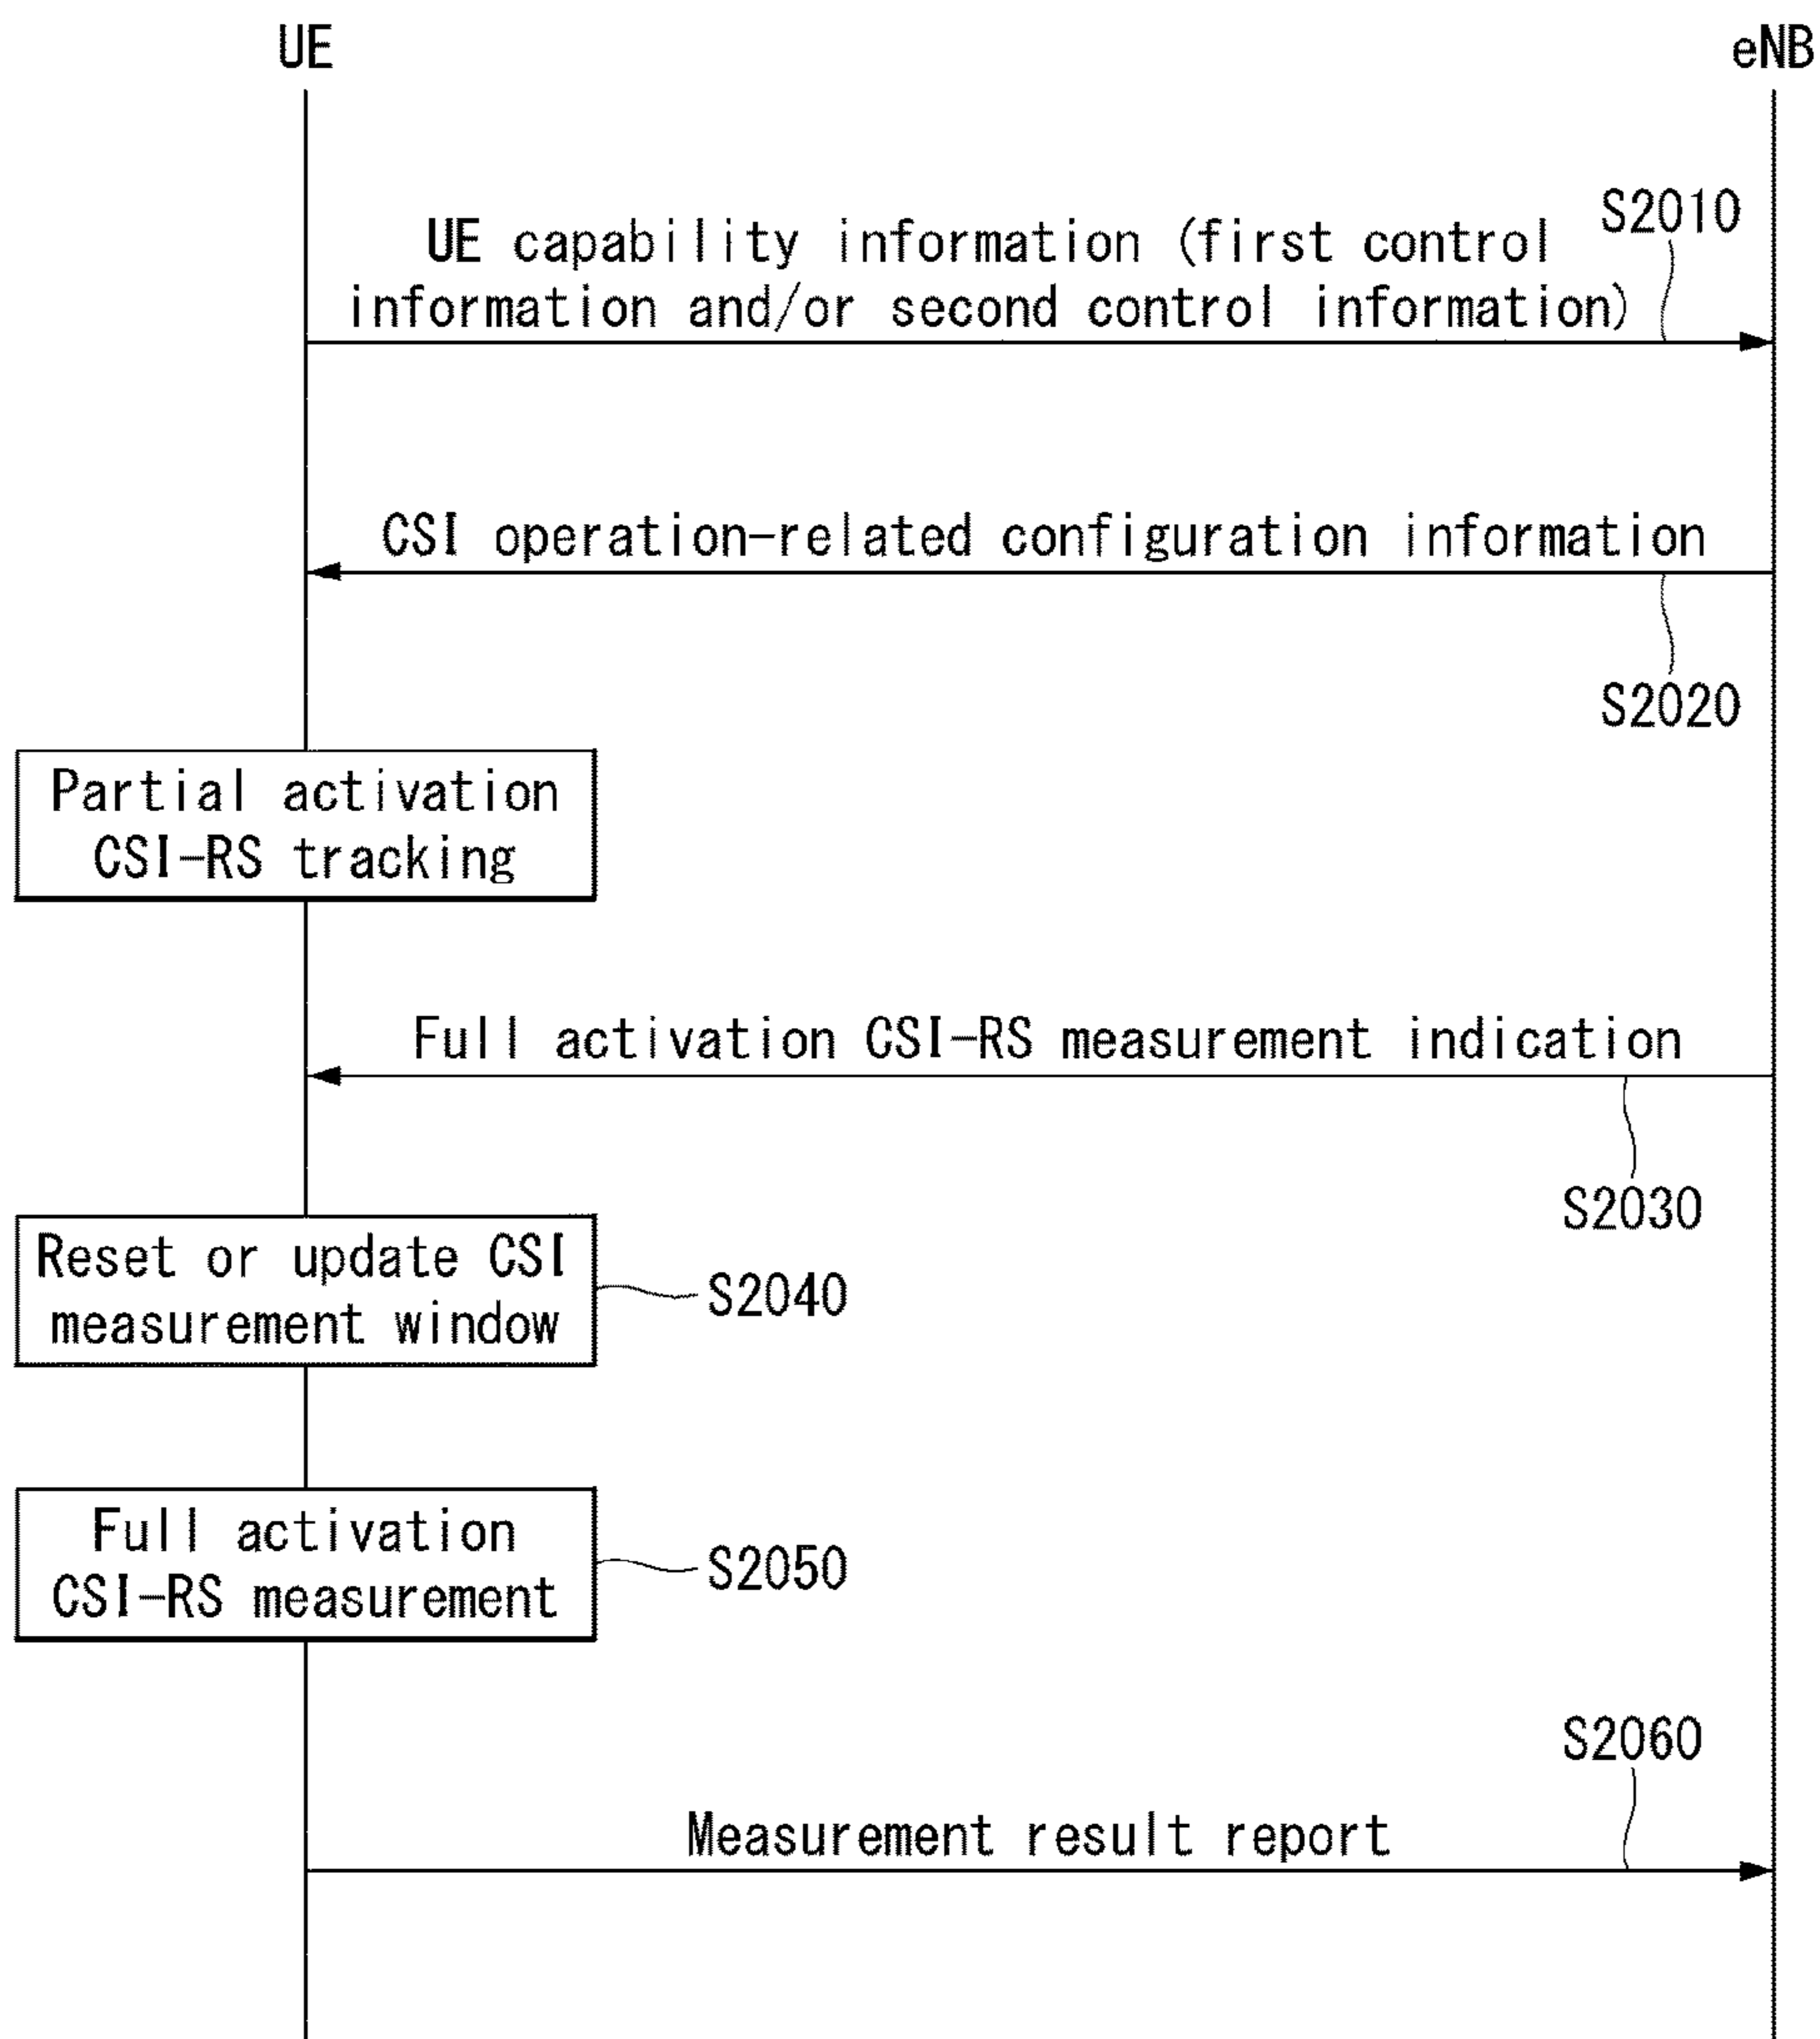 UE
eNB
S2010
UE capability information (first control
information and/or second control information)
CSI operation-related configuration information
S2020
Partial activation
CSI-RS tracking
Full activation CSI-RS measurement indication
S2030
Reset or update CSI
measurement window
S2040
Full activation
CSI-RS measurement
S2050
S2060
Measurement result report